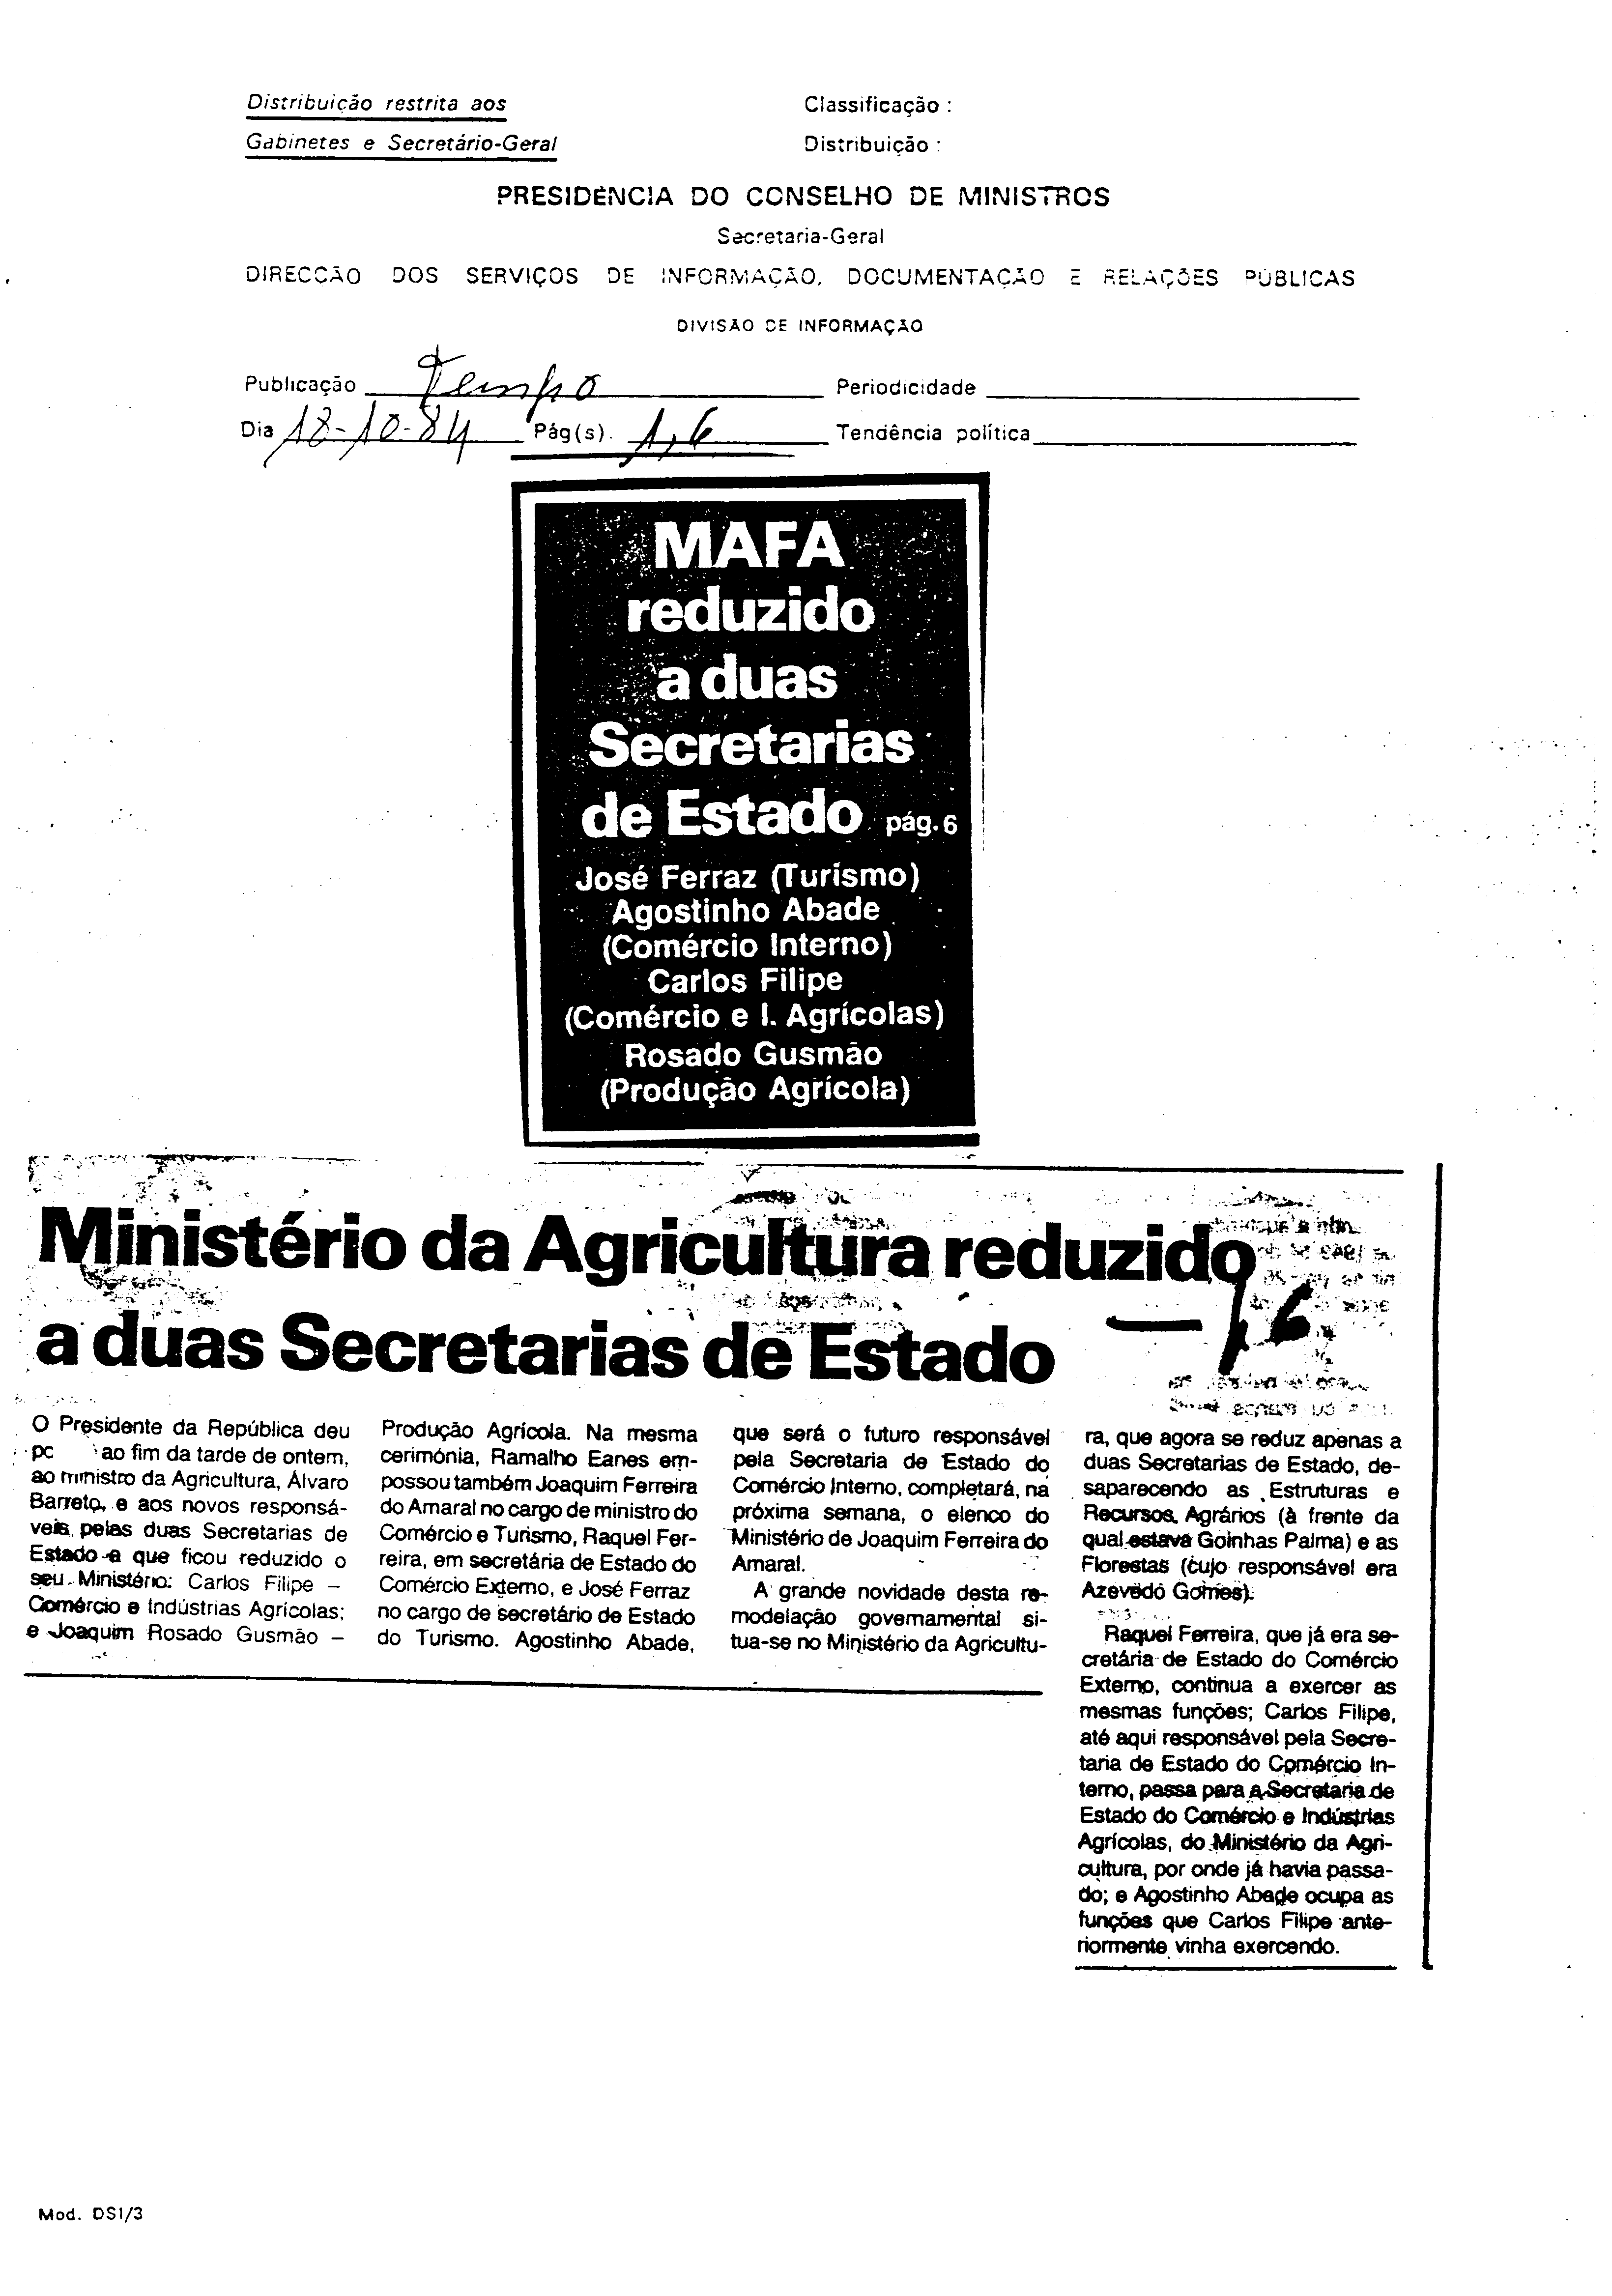 Distribuição restrita aos
Gabinetes e Secretário-Geral
Classificação :
Distribuição :
PRESIDÊNCIA DO CONSELHO DE MINISTROS
Secretaria-Geral
DIRECÇÃO DOS SERVIÇOS DE INFORMAÇÃO, DOCUMENTAÇÃO E RELAÇÕES PÚBLICAS
DIVISÃO DE INFORMAÇÃO
Publicação Tempo Periodicidade
Dia 18-10-84 Pág(s). 1,6 Tendência política
MAFA
reduzido
a duas
Secretarias
de Estado pág. 6
José Ferraz (Turismo)
Agostinho Abade
(Comércio Interno)
Carlos Filipe
(Comércio e I. Agrícolas)
Rosado Gusmão
(Produção Agrícola)
Ministério da Agricultura reduzido
a duas Secretarias de Estado
O Presidente da República deu
ao fim da tarde de ontem,
ao ministro da Agricultura, Álvaro
Barreto, e aos novos responsá-
veis pelas duas Secretarias de
Estado a que ficou reduzido o
seu Ministério: Carlos Filipe –
Comércio e Indústrias Agrícolas;
e Joaquim Rosado Gusmão –
Produção Agrícola. Na mesma
cerimónia, Ramalho Eanes em-
possou também Joaquim Ferreira
do Amaral no cargo de ministro do
Comércio e Turismo, Raquel Fer-
reira, em secretária de Estado do
Comércio Externo, e José Ferraz
no cargo de secretário de Estado
do Turismo. Agostinho Abade,
que será o futuro responsável
pela Secretaria de Estado do
Comércio Interno, completará, na
próxima semana, o elenco do
Ministério de Joaquim Ferreira do
Amaral.
A grande novidade desta re-
modelação governamental si-
tua-se no Ministério da Agricultu-
ra, que agora se reduz apenas a
duas Secretarias de Estado, de-
saparecendo as Estruturas e
Recursos Agrários (à frente da
qual estava Goinhas Palma) e as
Florestas (cujo responsável era
Azevedo Gomes).
Raquel Ferreira, que já era se-
cretária de Estado do Comércio
Externo, continua a exercer as
mesmas funções; Carlos Filipe,
até aqui responsável pela Secre-
taria de Estado do Comércio In-
terno, passa para a Secretaria de
Estado do Comércio e Indústrias
Agrícolas, do Ministério da Agri-
cultura, por onde já havia passa-
do; e Agostinho Abade ocupa as
funções que Carlos Filipe ante-
riormente vinha exercendo.
Mod. DSI/3